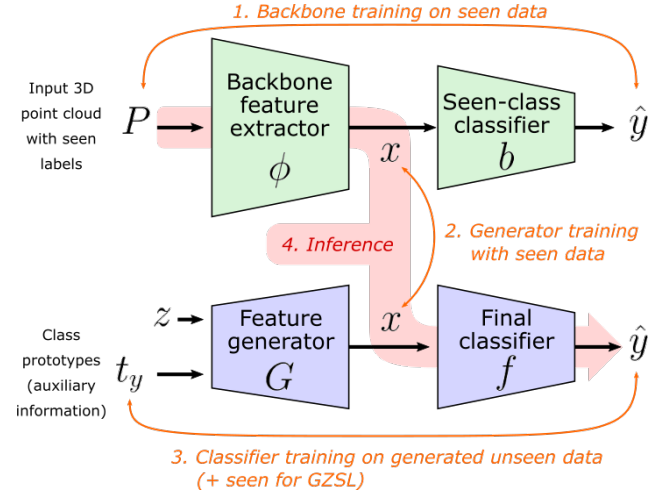 1. Backbone training on seen data
Input 3D
point cloud
with seen
labels
P
Backbone
feature
extractor
ϕ
x
Seen-class
classifier
b
ŷ
4. Inference
2. Generator training
with seen data
Class
prototypes
(auxiliary
information)
z
t_y
Feature
generator
G
x
Final
classifier
f
ŷ
3. Classifier training on generated unseen data
(+ seen for GZSL)